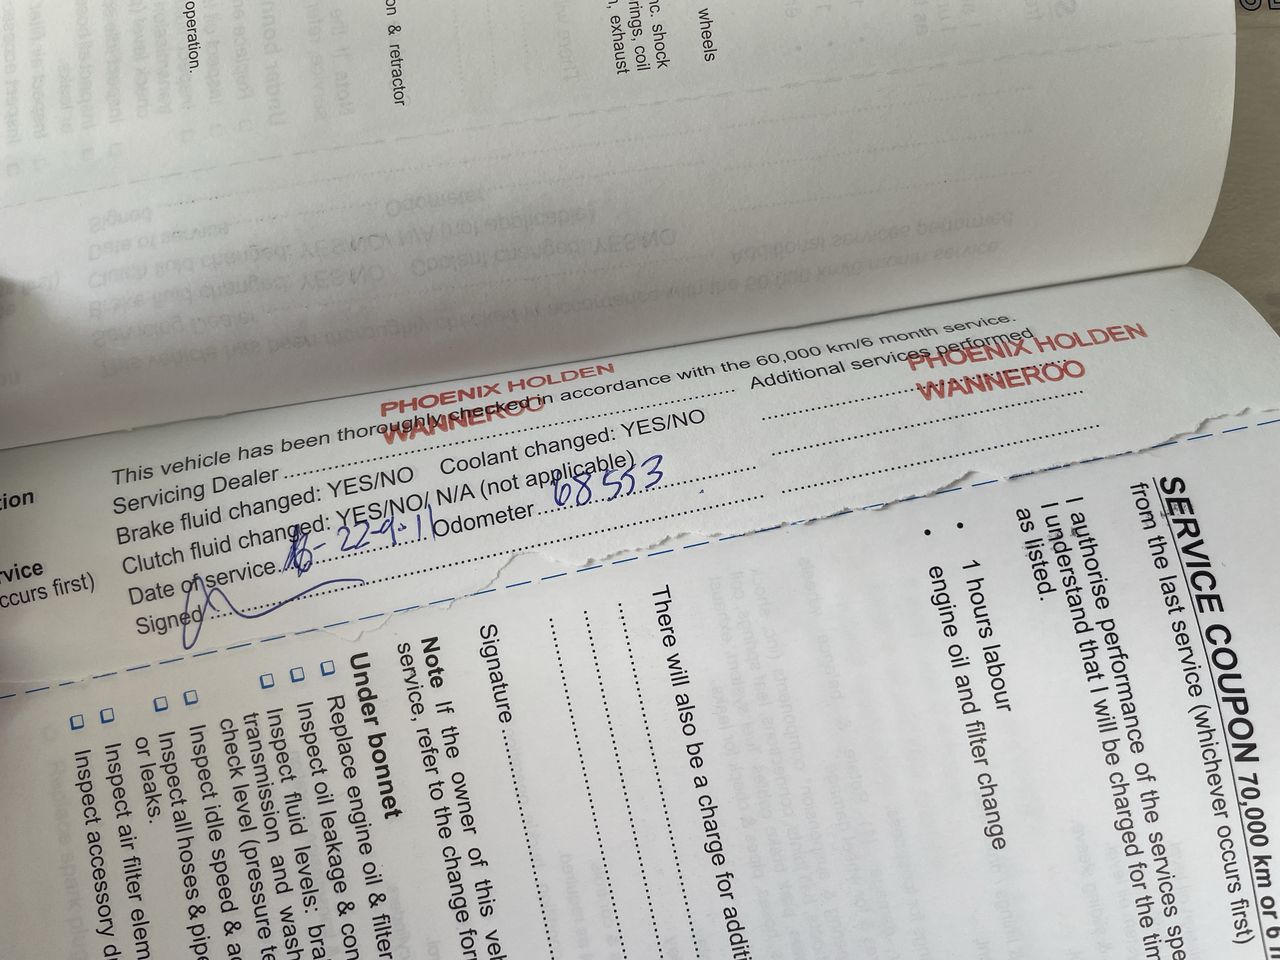 wheels
nc. shock
rings, coil
, exhaust
on & retractor
operation.
tion
rvice
ccurs first)
This vehicle has been thoroughly checked in accordance with the 60,000 km/6 month service.
PHOENIX HOLDEN
WANNEROO
Servicing Dealer
Additional services performed
PHOENIX HOLDEN
WANNEROO
Brake fluid changed: YES/NO Coolant changed: YES/NO
Clutch fluid changed: YES/NO/ N/A (not applicable)
Date of service 22-9-11 Odometer 68553
Signed
SERVICE COUPON 70,000 km or 6
from the last service (whichever occurs first)
I authorise performance of the services spe
I understand that I will be charged for the tim
as listed.
• 1 hours labour
• engine oil and filter change
There will also be a charge for additi
Signature
Note If the owner of this veh
service, refer to the change for
Under bonnet
❑ Replace engine oil & filter
❑ Inspect oil leakage & con
❑ Inspect fluid levels: bra
transmission and wash
check level (pressure te
❑ Inspect idle speed & a
❑ Inspect all hoses & pipe
or leaks.
❑ Inspect air filter elem
❑ Inspect accessory d